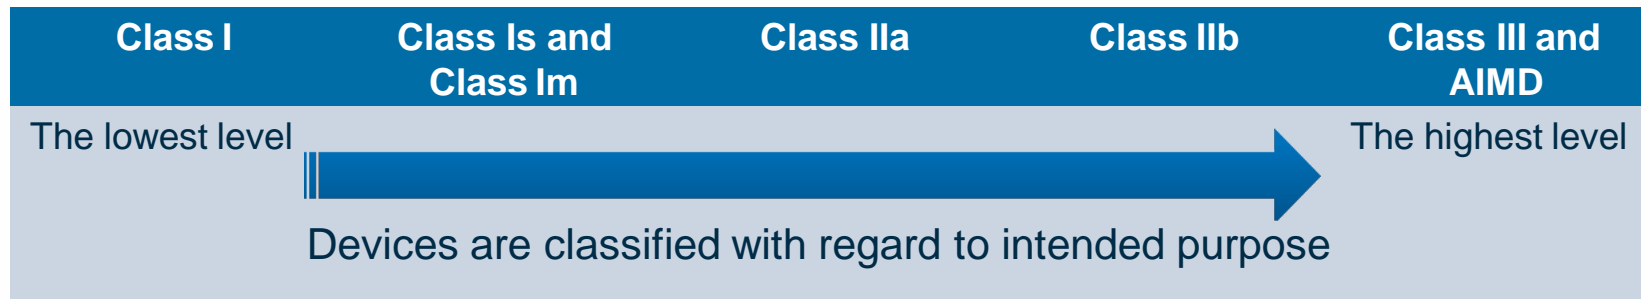 Class I
Class Is and
Class Im
Class IIa
Class IIb
Class III and
AIMD
The lowest level
The highest level
Devices are classified with regard to intended purpose